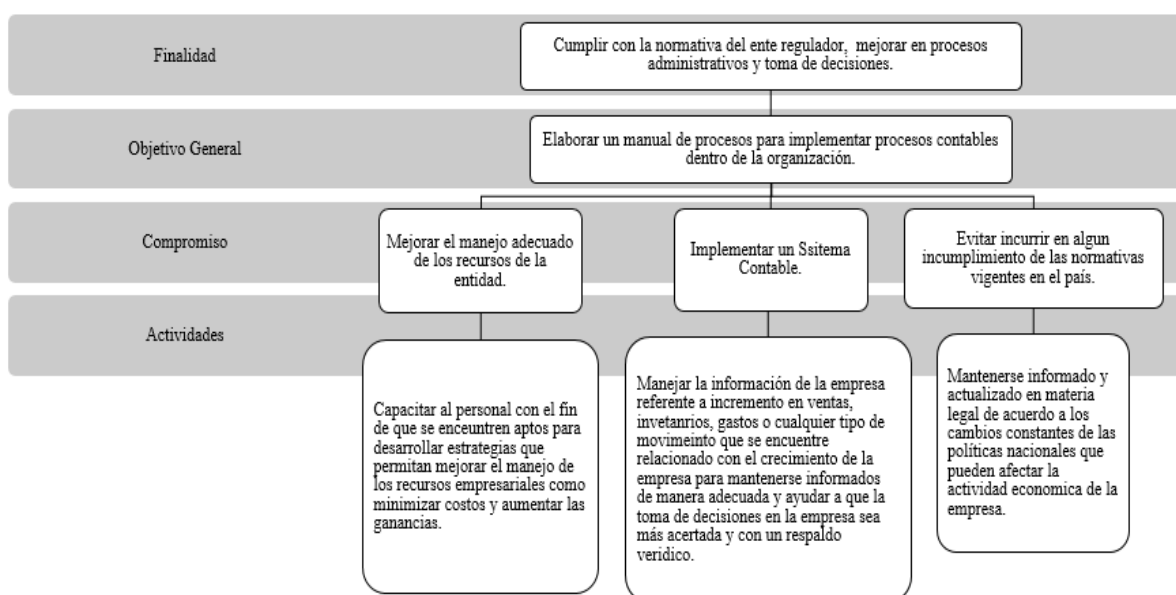 Finalidad
Cumplir con la normativa del ente regulador, mejorar en procesos
administrativos y toma de decisiones.
Objetivo General
Elaborar un manual de procesos para implementar procesos contables
dentro de la organización.
Compromiso
Mejorar el manejo adecuado
de los recursos de la
entidad.
Implementar un Ssitema
Contable.
Evitar incurrir en algun
incumplimiento de las normativas
vigentes en el país.
Actividades
Capacitar al personal con el fín
de que se enceuntren aptos para
desarrollar estrategias que
permitan mejorar el manejo de
los recursos empresariales como
minimizar costos y aumentar las
ganancias.
Manejar la información de la empresa
referente a incremento en ventas,
invetanrios, gastos o cualquier tipo de
movimeinto que se encuentre
relacionado con el crecimiento de la
empresa para mantenerse informados
de manera adecuada y ayudar a que la
toma de decisiones en la empresa sea
más acertada y con un respaldo
veridico.
Mantenerse informado y
actualizado en materia
legal de acuerdo a los
cambios constantes de las
políticas nacionales que
pueden afectar la
actividad economica de la
empresa.